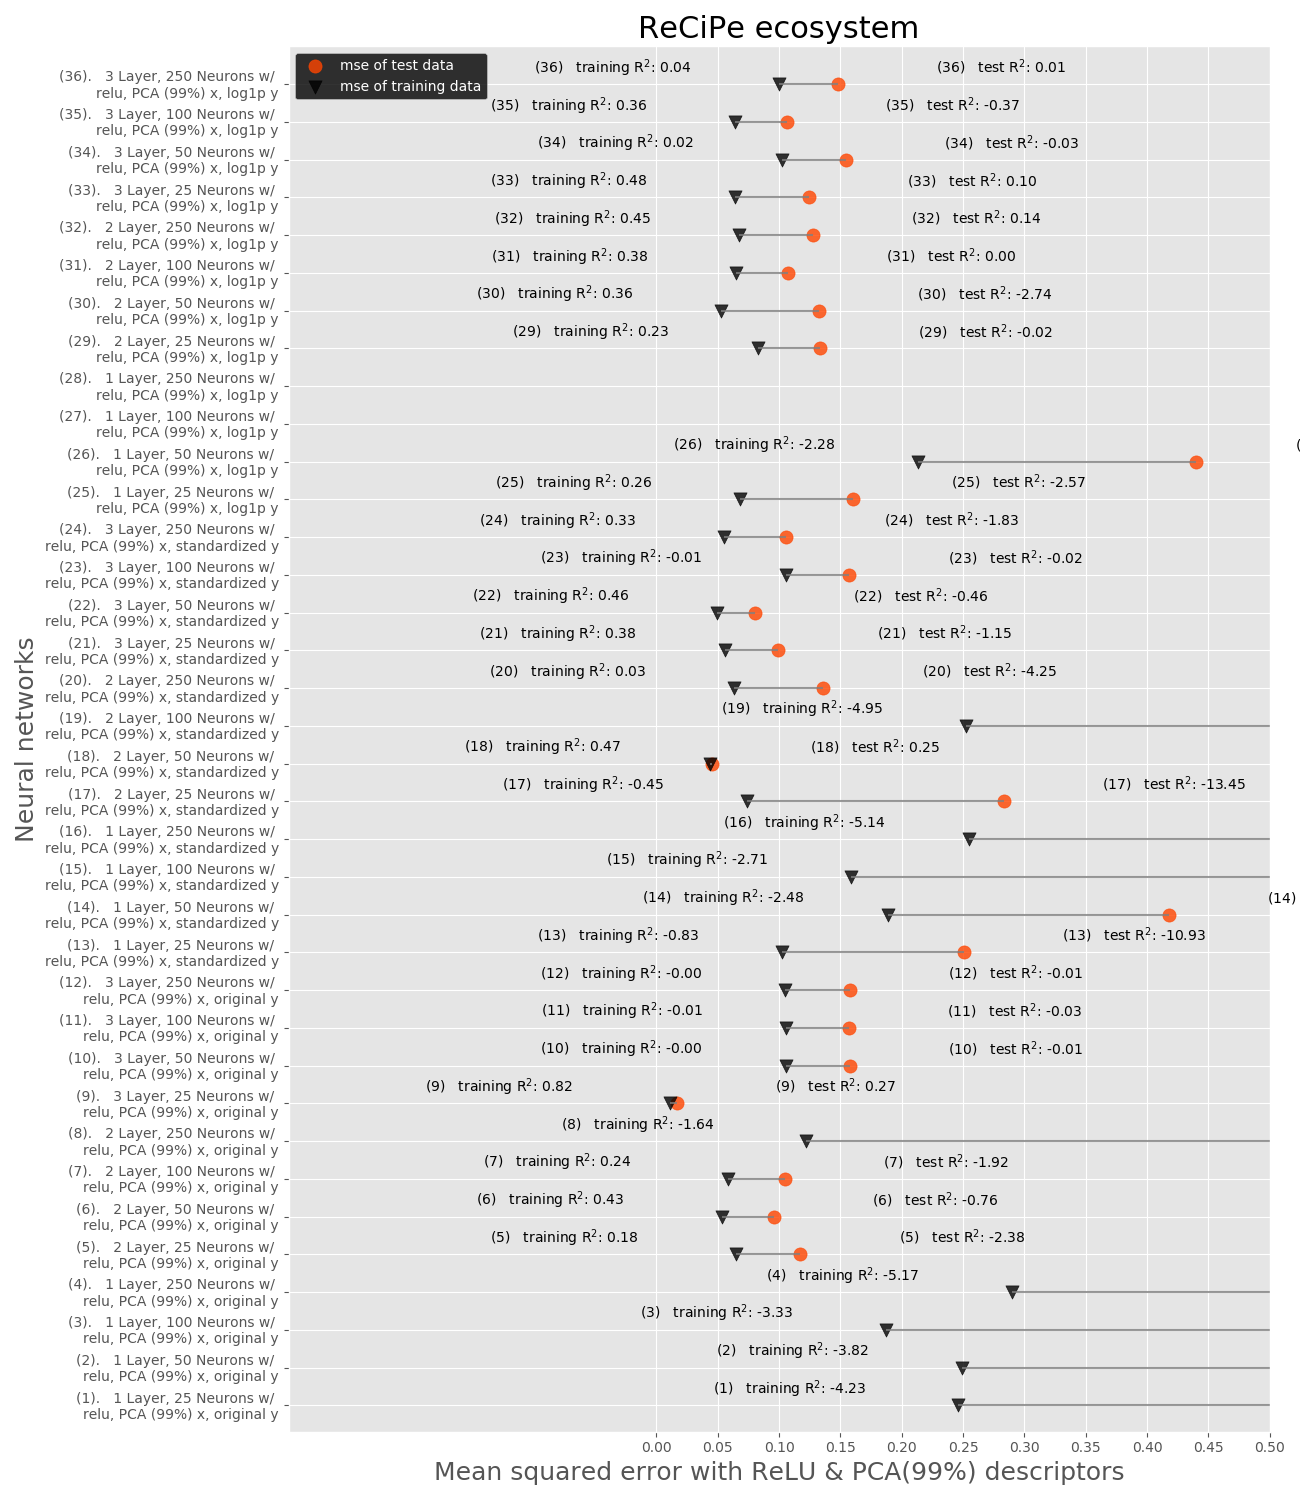 ReCiPe ecosystem
mse of test data
mse of training data
(36). 3 Layer, 250 Neurons w/
relu, PCA (99%) x, log1p y
(36) training R²: 0.04
(36) test R²: 0.01
(35). 3 Layer, 100 Neurons w/
relu, PCA (99%) x, log1p y
(35) training R²: 0.36
(35) test R²: -0.37
(34). 3 Layer, 50 Neurons w/
relu, PCA (99%) x, log1p y
(34) training R²: 0.02
(34) test R²: -0.03
(33). 3 Layer, 25 Neurons w/
relu, PCA (99%) x, log1p y
(33) training R²: 0.48
(33) test R²: 0.10
(32). 2 Layer, 250 Neurons w/
relu, PCA (99%) x, log1p y
(32) training R²: 0.45
(32) test R²: 0.14
(31). 2 Layer, 100 Neurons w/
relu, PCA (99%) x, log1p y
(31) training R²: 0.38
(31) test R²: 0.00
(30). 2 Layer, 50 Neurons w/
relu, PCA (99%) x, log1p y
(30) training R²: 0.36
(30) test R²: -2.74
(29). 2 Layer, 25 Neurons w/
relu, PCA (99%) x, log1p y
(29) training R²: 0.23
(29) test R²: -0.02
(28). 1 Layer, 250 Neurons w/
relu, PCA (99%) x, log1p y
(27). 1 Layer, 100 Neurons w/
relu, PCA (99%) x, log1p y
(26). 1 Layer, 50 Neurons w/
relu, PCA (99%) x, log1p y
(26) training R²: -2.28
(
(25). 1 Layer, 25 Neurons w/
relu, PCA (99%) x, log1p y
(25) training R²: 0.26
(25) test R²: -2.57
(24). 3 Layer, 250 Neurons w/
relu, PCA (99%) x, standardized y
(24) training R²: 0.33
(24) test R²: -1.83
(23). 3 Layer, 100 Neurons w/
relu, PCA (99%) x, standardized y
(23) training R²: -0.01
(23) test R²: -0.02
(22). 3 Layer, 50 Neurons w/
relu, PCA (99%) x, standardized y
(22) training R²: 0.46
(22) test R²: -0.46
(21). 3 Layer, 25 Neurons w/
relu, PCA (99%) x, standardized y
(21) training R²: 0.38
(21) test R²: -1.15
(20). 2 Layer, 250 Neurons w/
relu, PCA (99%) x, standardized y
(20) training R²: 0.03
(20) test R²: -4.25
(19). 2 Layer, 100 Neurons w/
relu, PCA (99%) x, standardized y
(19) training R²: -4.95
(18). 2 Layer, 50 Neurons w/
relu, PCA (99%) x, standardized y
(18) training R²: 0.47
(18) test R²: 0.25
(17). 2 Layer, 25 Neurons w/
relu, PCA (99%) x, standardized y
(17) training R²: -0.45
(17) test R²: -13.45
(16). 1 Layer, 250 Neurons w/
relu, PCA (99%) x, standardized y
(16) training R²: -5.14
(15). 1 Layer, 100 Neurons w/
relu, PCA (99%) x, standardized y
(15) training R²: -2.71
(14). 1 Layer, 50 Neurons w/
relu, PCA (99%) x, standardized y
(14) training R²: -2.48
(14)
(13). 1 Layer, 25 Neurons w/
relu, PCA (99%) x, standardized y
(13) training R²: -0.83
(13) test R²: -10.93
(12). 3 Layer, 250 Neurons w/
relu, PCA (99%) x, original y
(12) training R²: -0.00
(12) test R²: -0.01
(11). 3 Layer, 100 Neurons w/
relu, PCA (99%) x, original y
(11) training R²: -0.01
(11) test R²: -0.03
(10). 3 Layer, 50 Neurons w/
relu, PCA (99%) x, original y
(10) training R²: -0.00
(10) test R²: -0.01
(9). 3 Layer, 25 Neurons w/
relu, PCA (99%) x, original y
(9) training R²: 0.82
(9) test R²: 0.27
(8). 2 Layer, 250 Neurons w/
relu, PCA (99%) x, original y
(8) training R²: -1.64
(7). 2 Layer, 100 Neurons w/
relu, PCA (99%) x, original y
(7) training R²: 0.24
(7) test R²: -1.92
(6). 2 Layer, 50 Neurons w/
relu, PCA (99%) x, original y
(6) training R²: 0.43
(6) test R²: -0.76
(5). 2 Layer, 25 Neurons w/
relu, PCA (99%) x, original y
(5) training R²: 0.18
(5) test R²: -2.38
(4). 1 Layer, 250 Neurons w/
relu, PCA (99%) x, original y
(4) training R²: -5.17
(3). 1 Layer, 100 Neurons w/
relu, PCA (99%) x, original y
(3) training R²: -3.33
(2). 1 Layer, 50 Neurons w/
relu, PCA (99%) x, original y
(2) training R²: -3.82
(1). 1 Layer, 25 Neurons w/
relu, PCA (99%) x, original y
(1) training R²: -4.23
Neural networks
0.00 0.05 0.10 0.15 0.20 0.25 0.30 0.35 0.40 0.45 0.50
Mean squared error with ReLU & PCA(99%) descriptors